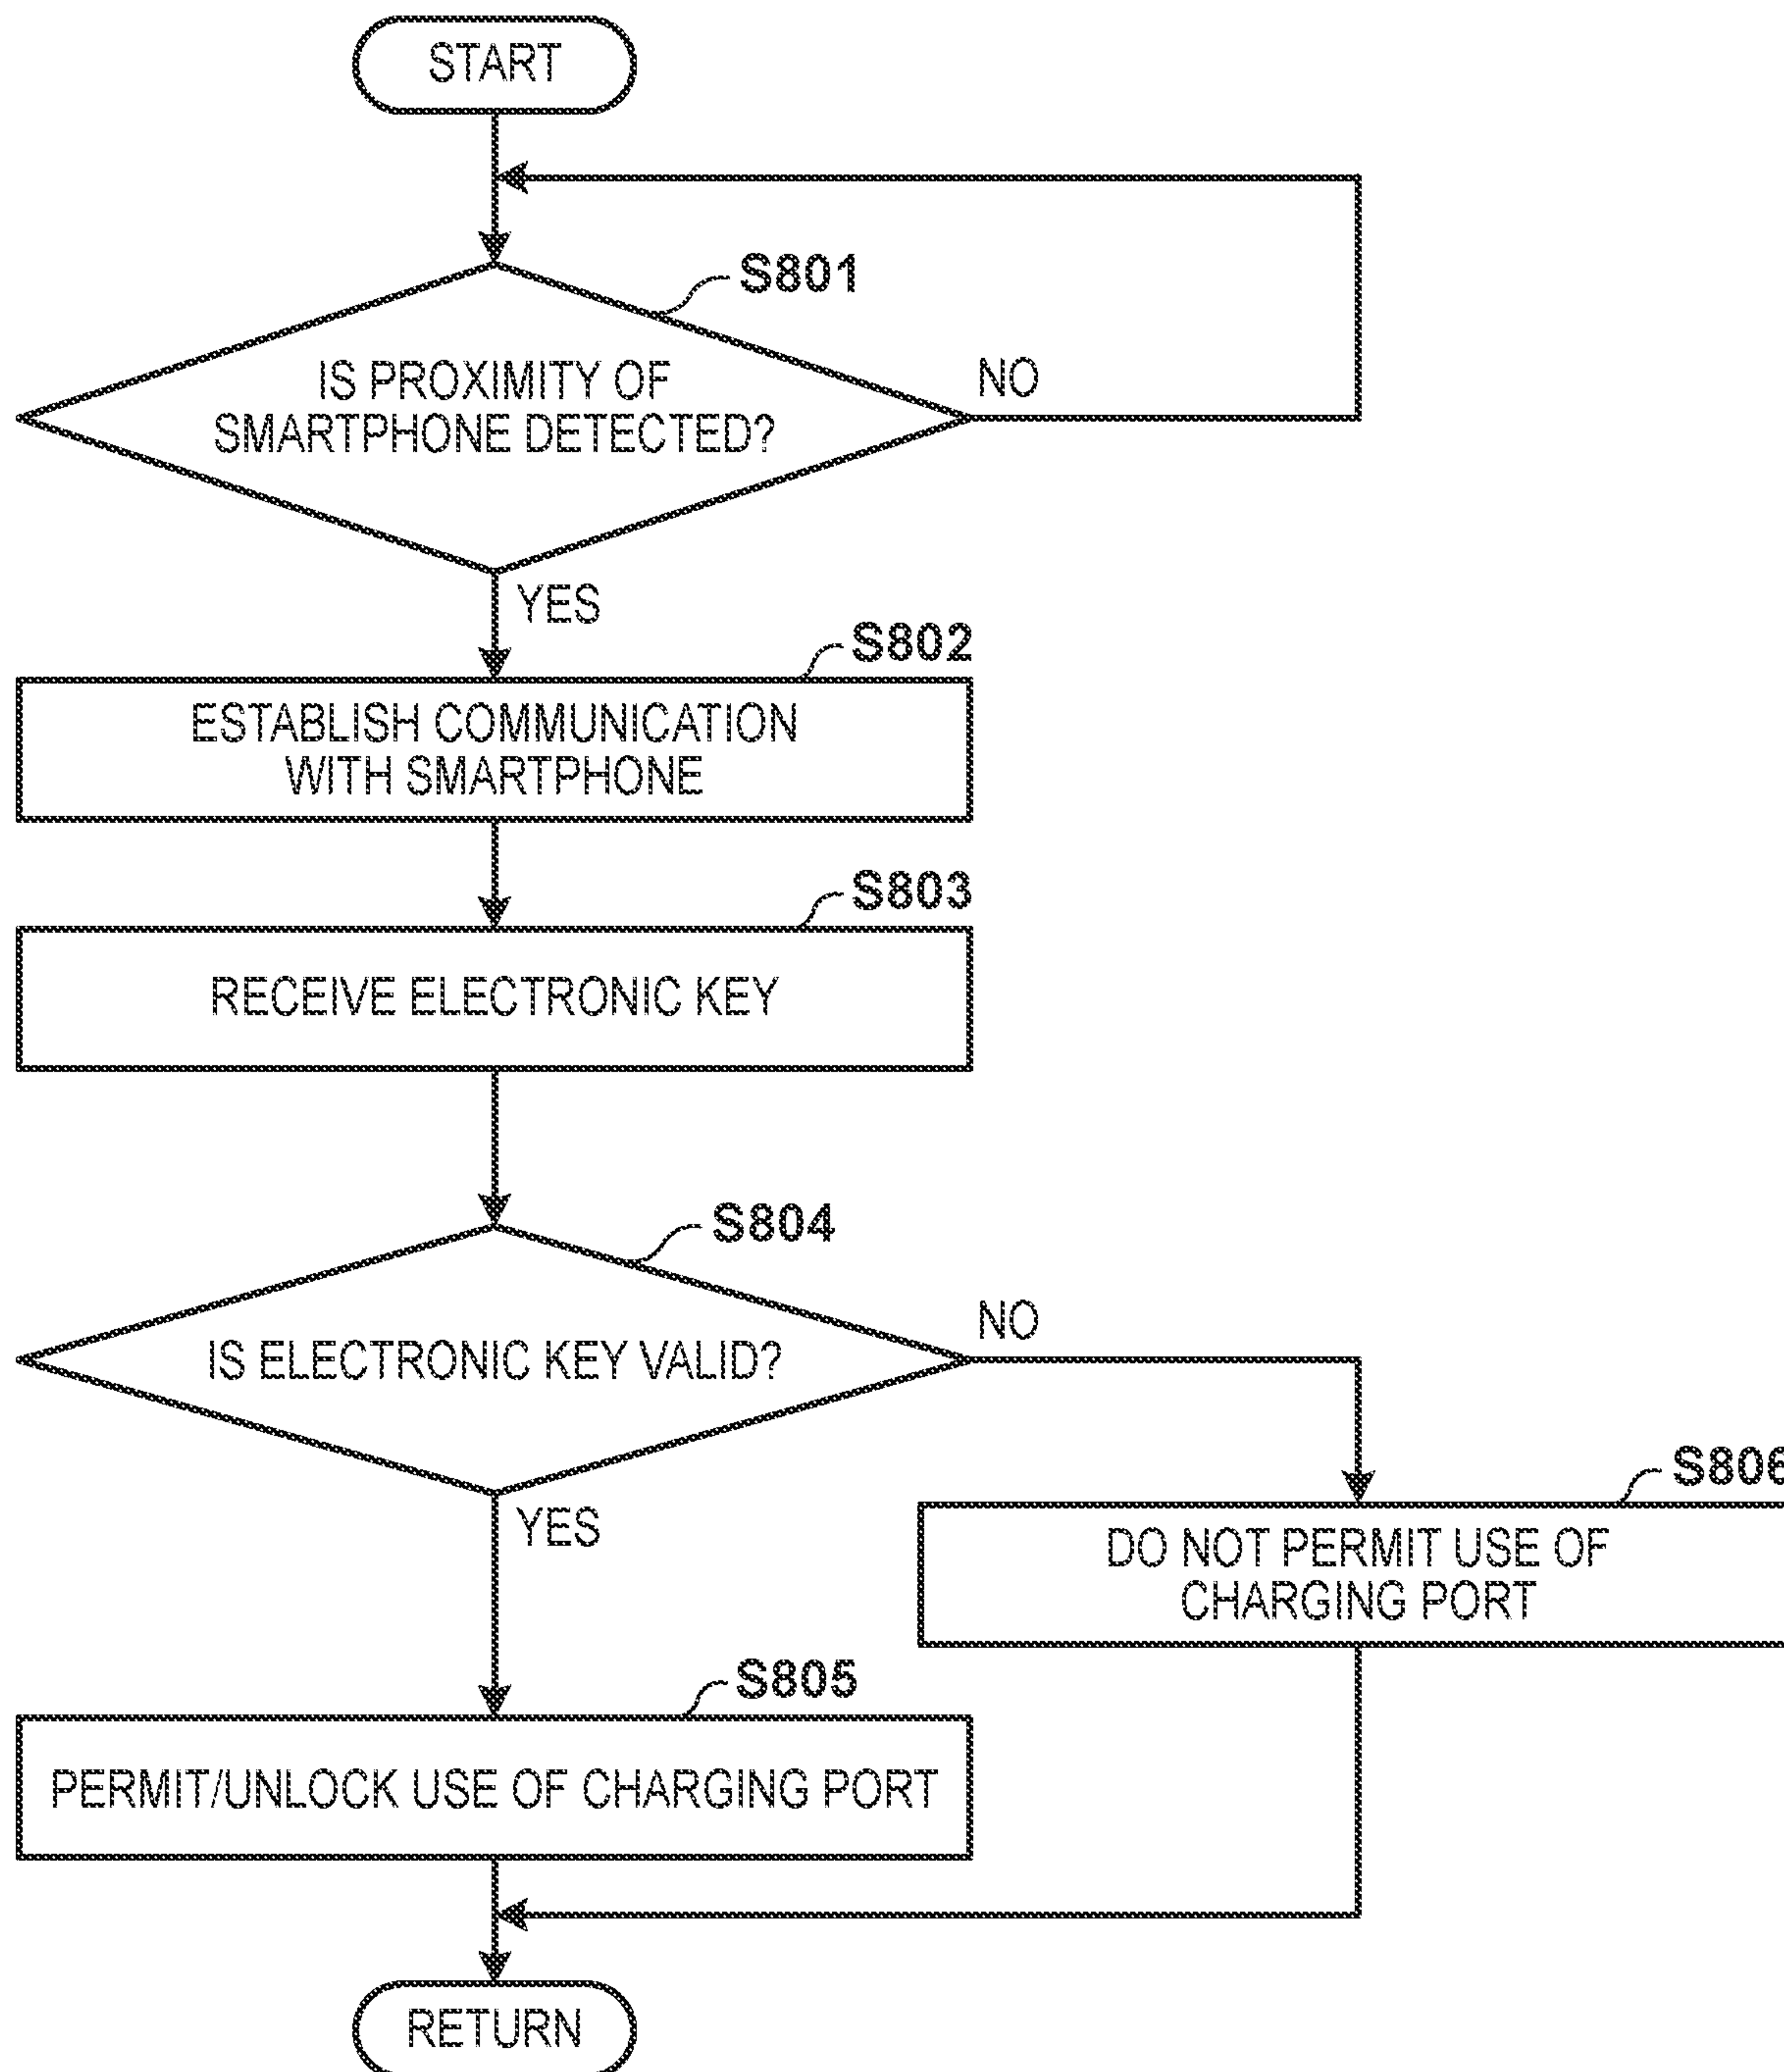 START
S801
IS PROXIMITY OF
SMARTPHONE DETECTED?
NO
YES
S802
ESTABLISH COMMUNICATION
WITH SMARTPHONE
S803
RECEIVE ELECTRONIC KEY
S804
IS ELECTRONIC KEY VALID?
NO
YES
S806
DO NOT PERMIT USE OF
CHARGING PORT
S805
PERMIT/UNLOCK USE OF CHARGING PORT
RETURN